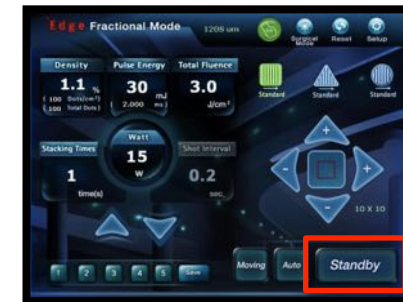 Edge Fractional Mode
1205 um
Surgical Mode
Reset
Setup
Density
Pulse Energy
Total Fluence
1.1 %
( 100 Dots/cm² )
( 100 Total Dots )
30 mJ
( 2.000 ms )
3.0
J/cm²
Standard
Standard
Standard
Watt
15
W
Stacking Times
1
time(s)
Shot Interval
0.2
sec.
+
-
+
-
10 X 10
1
2
3
4
5
Save
Moving
Auto
Standby